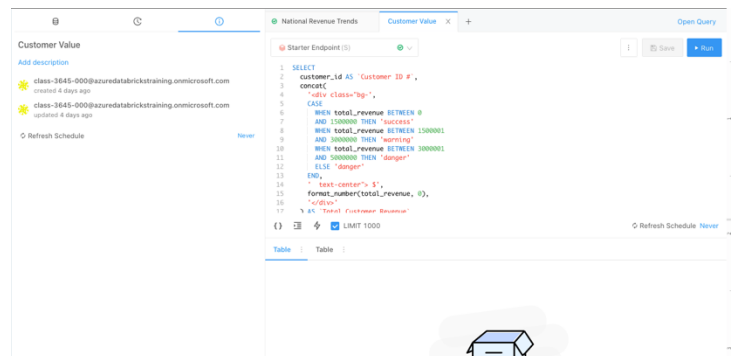 National Revenue Trends
Customer Value X +
Open Query
Customer Value
Add description
class-3645-000@azuredatabrickstraining.onmicrosoft.com
created 4 days ago
class-3645-000@azuredatabrickstraining.onmicrosoft.com
updated 4 days ago
Refresh Schedule Never
Starter Endpoint (S)
Save
Run
1 SELECT
2 customer_id AS `Customer ID #`,
3 concat(
4 '<div class="bg-',
5 CASE
6 WHEN total_revenue BETWEEN 0
7 AND 1500000 THEN 'success'
8 WHEN total_revenue BETWEEN 1500001
9 AND 3000000 THEN 'warning'
10 WHEN total_revenue BETWEEN 3000001
11 AND 5000000 THEN 'danger'
12 ELSE 'danger'
13 END,
14 ' text-center"> $',
15 format_number(total_revenue, 0),
16 '</div>'
17 ) AS `Total Customer Revenue`
{} LIMIT 1000
Refresh Schedule Never
Table
Table